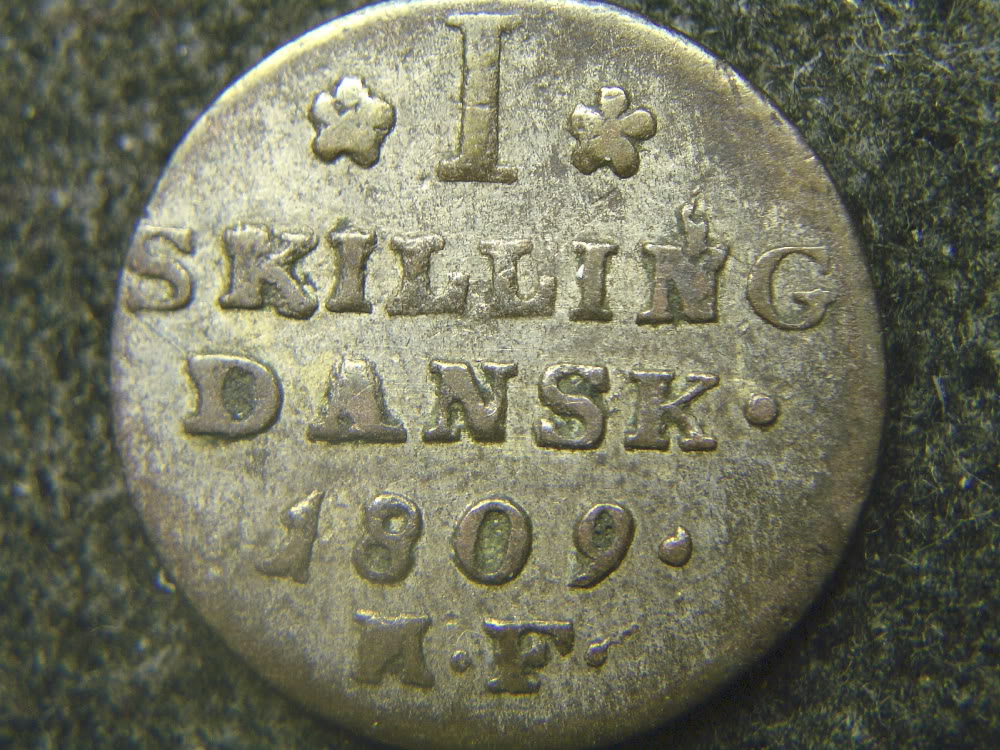 I
SKILLING
DANSK·
1809·
M·F·